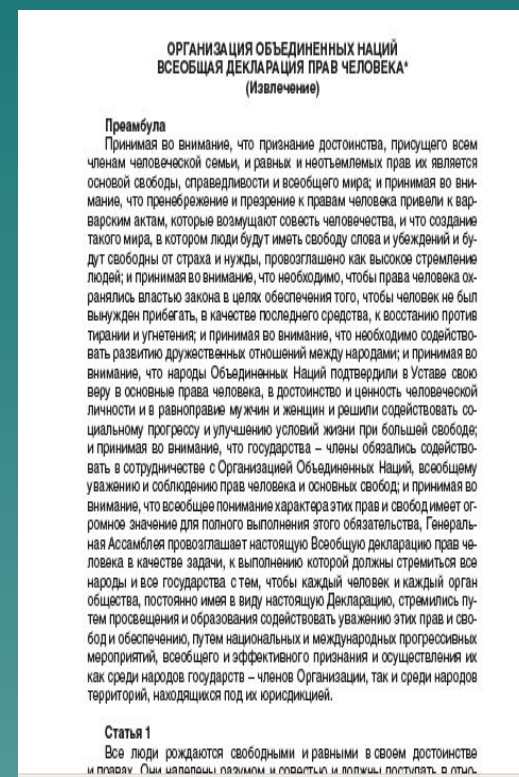 ОРГАНИЗАЦИЯ ОБЪЕДИНЕННЫХ НАЦИЙ
ВСЕОБЩАЯ ДЕКЛАРАЦИЯ ПРАВ ЧЕЛОВЕКА*
(Извлечение)
Преамбула
Принимая во внимание, что признание достоинства, присущего всем
членам человеческой семьи, и равных и неотъемлемых прав их является
основой свободы, справедливости и всеобщего мира; и принимая во вни-
мание, что пренебрежение и презрение к правам человека привели к вар-
варским актам, которые возмущают совесть человечества, и что создание
такого мира, в котором люди будут иметь свободу слова и убеждений и бу-
дут свободны от страха и нужды, провозглашено как высокое стремление
людей; и принимая во внимание, что необходимо, чтобы права человека ох-
ранялись властью закона в целях обеспечения того, чтобы человек не был
вынужден прибегать, в качестве последнего средства, к восстанию против
тирании и угнетения; и принимая во внимание, что необходимо содейство-
вать развитию дружественных отношений между народами; и принимая во
внимание, что народы Объединенных Наций подтвердили в Уставе свою
веру в основные права человека, в достоинство и ценность человеческой
личности и в равноправие мужчин и женщин и решили содействовать со-
циальному прогрессу и улучшению условий жизни при большей свободе;
и принимая во внимание, что государства – члены обязались содейство-
вать в сотрудничестве с Организацией Объединенных Наций, всеобщему
уважению и соблюдению прав человека и основных свобод; и принимая во
внимание, что всеобщее понимание характера этих прав и свобод имеет ог-
ромное значение для полного выполнения этого обязательства, Генераль-
ная Ассамблея провозглашает настоящую Всеобщую декларацию прав че-
ловека в качестве задачи, к выполнению которой должны стремиться все
народы и все государства с тем, чтобы каждый человек и каждый орган
общества, постоянно имея в виду настоящую Декларацию, стремились пу-
тем просвещения и образования содействовать уважению этих прав и сво-
бод и обеспечению, путем национальных и международных прогрессивных
мероприятий, всеобщего и эффективного признания и осуществления их
как среди народов государств – членов Организации, так и среди народов
территорий, находящихся под их юрисдикцией.
Статья 1
Все люди рождаются свободными и равными в своем достоинстве
и правах. Они наделены разумом и совестью и должны поступать в отно-